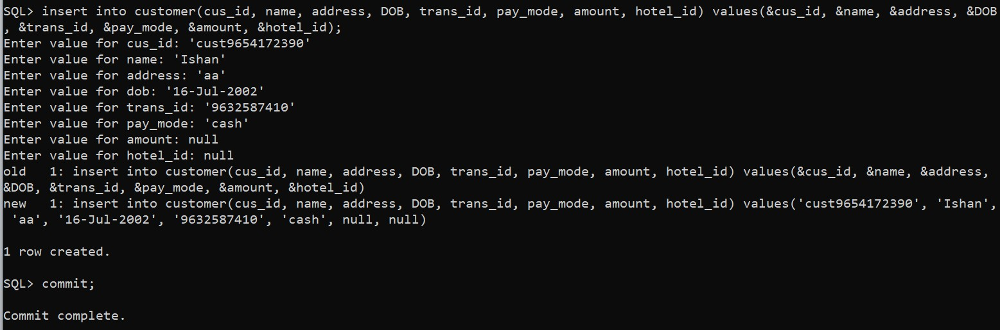 SQL> insert into customer(cus_id, name, address, DOB, trans_id, pay_mode, amount, hotel_id) values(&cus_id, &name, &address, &DOB
, &trans_id, &pay_mode, &amount, &hotel_id);
Enter value for cus_id: 'cust9654172390'
Enter value for name: 'Ishan'
Enter value for address: 'aa'
Enter value for dob: '16-Jul-2002'
Enter value for trans_id: '9632587410'
Enter value for pay_mode: 'cash'
Enter value for amount: null
Enter value for hotel_id: null
old   1: insert into customer(cus_id, name, address, DOB, trans_id, pay_mode, amount, hotel_id) values(&cus_id, &name, &address,
&DOB, &trans_id, &pay_mode, &amount, &hotel_id)
new   1: insert into customer(cus_id, name, address, DOB, trans_id, pay_mode, amount, hotel_id) values('cust9654172390', 'Ishan',
 'aa', '16-Jul-2002', '9632587410', 'cash', null, null)
1 row created.
SQL> commit;
Commit complete.